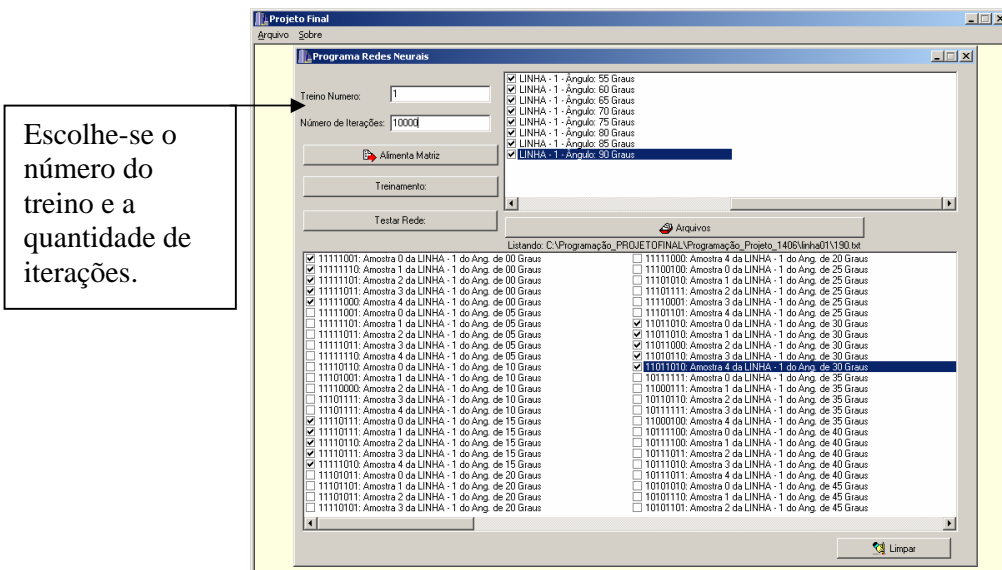 Projeto Final
Arquivo Sobre
Programa Redes Neurais
Escolhe-se o
número do
treino e a
quantidade de
iterações.
Treino Numero: 1
Número de Iterações: 10000
Alimenta Matriz
Treinamento:
Testar Rede:
LINHA - 1 - Ângulo: 55 Graus
LINHA - 1 - Ângulo: 60 Graus
LINHA - 1 - Ângulo: 65 Graus
LINHA - 1 - Ângulo: 70 Graus
LINHA - 1 - Ângulo: 75 Graus
LINHA - 1 - Ângulo: 80 Graus
LINHA - 1 - Ângulo: 85 Graus
LINHA - 1 - Ângulo: 90 Graus
Arquivos
Listando: C:\Programação_PROJETOFINAL\Programação_Projeto_1406\linha01\190.txt
11111001: Amostra 0 da LINHA - 1 do Ang. de 00 Graus
11111110: Amostra 1 da LINHA - 1 do Ang. de 00 Graus
11111101: Amostra 2 da LINHA - 1 do Ang. de 00 Graus
11111011: Amostra 3 da LINHA - 1 do Ang. de 00 Graus
11111000: Amostra 4 da LINHA - 1 do Ang. de 00 Graus
11111001: Amostra 0 da LINHA - 1 do Ang. de 05 Graus
11111101: Amostra 1 da LINHA - 1 do Ang. de 05 Graus
11111011: Amostra 2 da LINHA - 1 do Ang. de 05 Graus
11111011: Amostra 3 da LINHA - 1 do Ang. de 05 Graus
11111110: Amostra 4 da LINHA - 1 do Ang. de 05 Graus
11110110: Amostra 0 da LINHA - 1 do Ang. de 10 Graus
11101001: Amostra 1 da LINHA - 1 do Ang. de 10 Graus
11110000: Amostra 2 da LINHA - 1 do Ang. de 10 Graus
11101111: Amostra 3 da LINHA - 1 do Ang. de 10 Graus
11101111: Amostra 4 da LINHA - 1 do Ang. de 10 Graus
11110111: Amostra 0 da LINHA - 1 do Ang. de 15 Graus
11110111: Amostra 1 da LINHA - 1 do Ang. de 15 Graus
11110110: Amostra 2 da LINHA - 1 do Ang. de 15 Graus
11110111: Amostra 3 da LINHA - 1 do Ang. de 15 Graus
11111010: Amostra 4 da LINHA - 1 do Ang. de 15 Graus
11101011: Amostra 0 da LINHA - 1 do Ang. de 20 Graus
11101101: Amostra 1 da LINHA - 1 do Ang. de 20 Graus
11101011: Amostra 2 da LINHA - 1 do Ang. de 20 Graus
11110101: Amostra 3 da LINHA - 1 do Ang. de 20 Graus
11111000: Amostra 4 da LINHA - 1 do Ang. de 20 Graus
11100100: Amostra 0 da LINHA - 1 do Ang. de 25 Graus
11101010: Amostra 1 da LINHA - 1 do Ang. de 25 Graus
11101111: Amostra 2 da LINHA - 1 do Ang. de 25 Graus
11110001: Amostra 3 da LINHA - 1 do Ang. de 25 Graus
11101101: Amostra 4 da LINHA - 1 do Ang. de 25 Graus
11011010: Amostra 0 da LINHA - 1 do Ang. de 30 Graus
11011010: Amostra 1 da LINHA - 1 do Ang. de 30 Graus
11011000: Amostra 2 da LINHA - 1 do Ang. de 30 Graus
11010110: Amostra 3 da LINHA - 1 do Ang. de 30 Graus
11011010: Amostra 4 da LINHA - 1 do Ang. de 30 Graus
10111111: Amostra 0 da LINHA - 1 do Ang. de 35 Graus
11000111: Amostra 1 da LINHA - 1 do Ang. de 35 Graus
10110110: Amostra 2 da LINHA - 1 do Ang. de 35 Graus
10111111: Amostra 3 da LINHA - 1 do Ang. de 35 Graus
11000100: Amostra 4 da LINHA - 1 do Ang. de 35 Graus
10111100: Amostra 0 da LINHA - 1 do Ang. de 40 Graus
10111100: Amostra 1 da LINHA - 1 do Ang. de 40 Graus
10111011: Amostra 2 da LINHA - 1 do Ang. de 40 Graus
10111010: Amostra 3 da LINHA - 1 do Ang. de 40 Graus
10111011: Amostra 4 da LINHA - 1 do Ang. de 40 Graus
10101010: Amostra 0 da LINHA - 1 do Ang. de 45 Graus
10101110: Amostra 1 da LINHA - 1 do Ang. de 45 Graus
10101101: Amostra 2 da LINHA - 1 do Ang. de 45 Graus
Limpar